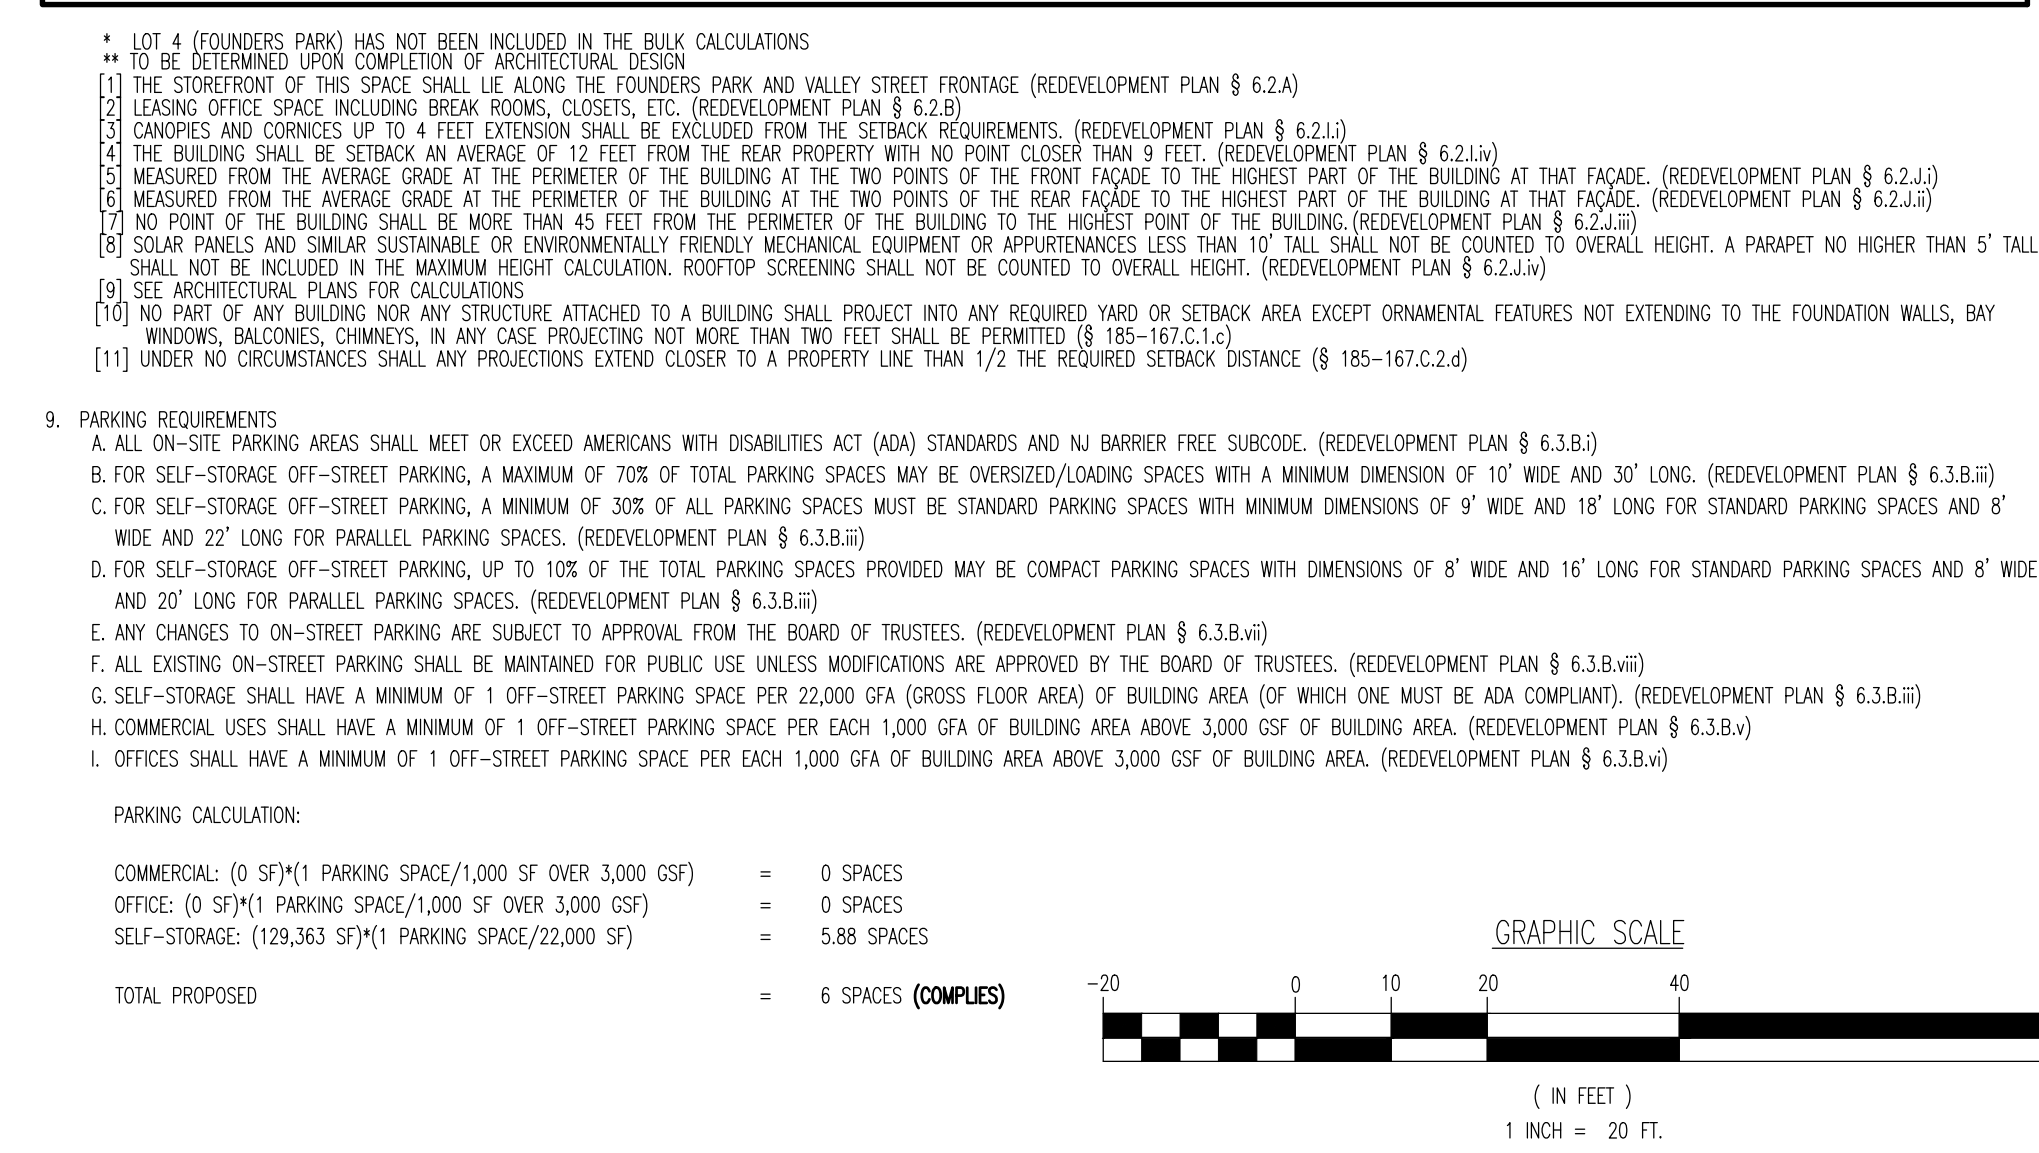 * LOT 4 (FOUNDERS PARK) HAS NOT BEEN INCLUDED IN THE BULK CALCULATIONS
** TO BE DETERMINED UPON COMPLETION OF ARCHITECTURAL DESIGN
[1] THE STOREFRONT OF THIS SPACE SHALL LIE ALONG THE FOUNDERS PARK AND VALLEY STREET FRONTAGE (REDEVELOPMENT PLAN § 6.2.A)
[2] LEASING OFFICE SPACE INCLUDING BREAK ROOMS, CLOSETS, ETC. (REDEVELOPMENT PLAN § 6.2.B)
[3] CANOPIES AND CORNICES UP TO 4 FEET EXTENSION SHALL BE EXCLUDED FROM THE SETBACK REQUIREMENTS. (REDEVELOPMENT PLAN § 6.2.I.i)
[4] THE BUILDING SHALL BE SETBACK AN AVERAGE OF 12 FEET FROM THE REAR PROPERTY WITH NO POINT CLOSER THAN 9 FEET. (REDEVELOPMENT PLAN § 6.2.I.iv)
[5] MEASURED FROM THE AVERAGE GRADE AT THE PERIMETER OF THE BUILDING AT THE TWO POINTS OF THE FRONT FAÇADE TO THE HIGHEST PART OF THE BUILDING AT THAT FAÇADE. (REDEVELOPMENT PLAN § 6.2.J.i)
[6] MEASURED FROM THE AVERAGE GRADE AT THE PERIMETER OF THE BUILDING AT THE TWO POINTS OF THE REAR FAÇADE TO THE HIGHEST PART OF THE BUILDING AT THAT FAÇADE. (REDEVELOPMENT PLAN § 6.2.J.ii)
[7] NO POINT OF THE BUILDING SHALL BE MORE THAN 45 FEET FROM THE PERIMETER OF THE BUILDING TO THE HIGHEST POINT OF THE BUILDING.(REDEVELOPMENT PLAN § 6.2.J.iii)
[8] SOLAR PANELS AND SIMILAR SUSTAINABLE OR ENVIRONMENTALLY FRIENDLY MECHANICAL EQUIPMENT OR APPURTENANCES LESS THAN 10' TALL SHALL NOT BE COUNTED TO OVERALL HEIGHT. A PARAPET NO HIGHER THAN 5' TALL
SHALL NOT BE INCLUDED IN THE MAXIMUM HEIGHT CALCULATION. ROOFTOP SCREENING SHALL NOT BE COUNTED TO OVERALL HEIGHT. (REDEVELOPMENT PLAN § 6.2.J.iv)
[9] SEE ARCHITECTURAL PLANS FOR CALCULATIONS
[10] NO PART OF ANY BUILDING NOR ANY STRUCTURE ATTACHED TO A BUILDING SHALL PROJECT INTO ANY REQUIRED YARD OR SETBACK AREA EXCEPT ORNAMENTAL FEATURES NOT EXTENDING TO THE FOUNDATION WALLS, BAY
WINDOWS, BALCONIES, CHIMNEYS, IN ANY CASE PROJECTING NOT MORE THAN TWO FEET SHALL BE PERMITTED (§ 185-167.C.1.c)
[11] UNDER NO CIRCUMSTANCES SHALL ANY PROJECTIONS EXTEND CLOSER TO A PROPERTY LINE THAN 1/2 THE REQUIRED SETBACK DISTANCE (§ 185-167.C.2.d)
9. PARKING REQUIREMENTS
A. ALL ON-SITE PARKING AREAS SHALL MEET OR EXCEED AMERICANS WITH DISABILITIES ACT (ADA) STANDARDS AND NJ BARRIER FREE SUBCODE. (REDEVELOPMENT PLAN § 6.3.B.i)
B. FOR SELF-STORAGE OFF-STREET PARKING, A MAXIMUM OF 70% OF TOTAL PARKING SPACES MAY BE OVERSIZED/LOADING SPACES WITH A MINIMUM DIMENSION OF 10' WIDE AND 30' LONG. (REDEVELOPMENT PLAN § 6.3.B.iii)
C. FOR SELF-STORAGE OFF-STREET PARKING, A MINIMUM OF 30% OF ALL PARKING SPACES MUST BE STANDARD PARKING SPACES WITH MINIMUM DIMENSIONS OF 9' WIDE AND 18' LONG FOR STANDARD PARKING SPACES AND 8'
WIDE AND 22' LONG FOR PARALLEL PARKING SPACES. (REDEVELOPMENT PLAN § 6.3.B.iii)
D. FOR SELF-STORAGE OFF-STREET PARKING, UP TO 10% OF THE TOTAL PARKING SPACES PROVIDED MAY BE COMPACT PARKING SPACES WITH DIMENSIONS OF 8' WIDE AND 16' LONG FOR STANDARD PARKING SPACES AND 8' WIDE
AND 20' LONG FOR PARALLEL PARKING SPACES. (REDEVELOPMENT PLAN § 6.3.B.iii)
E. ANY CHANGES TO ON-STREET PARKING ARE SUBJECT TO APPROVAL FROM THE BOARD OF TRUSTEES. (REDEVELOPMENT PLAN § 6.3.B.vii)
F. ALL EXISTING ON-STREET PARKING SHALL BE MAINTAINED FOR PUBLIC USE UNLESS MODIFICATIONS ARE APPROVED BY THE BOARD OF TRUSTEES. (REDEVELOPMENT PLAN § 6.3.B.viii)
G. SELF-STORAGE SHALL HAVE A MINIMUM OF 1 OFF-STREET PARKING SPACE PER 22,000 GFA (GROSS FLOOR AREA) OF BUILDING AREA (OF WHICH ONE MUST BE ADA COMPLIANT). (REDEVELOPMENT PLAN § 6.3.B.iii)
H. COMMERCIAL USES SHALL HAVE A MINIMUM OF 1 OFF-STREET PARKING SPACE PER EACH 1,000 GFA OF BUILDING AREA ABOVE 3,000 GSF OF BUILDING AREA. (REDEVELOPMENT PLAN § 6.3.B.v)
I. OFFICES SHALL HAVE A MINIMUM OF 1 OFF-STREET PARKING SPACE PER EACH 1,000 GFA OF BUILDING AREA ABOVE 3,000 GSF OF BUILDING AREA. (REDEVELOPMENT PLAN § 6.3.B.vi)
PARKING CALCULATION:
COMMERCIAL: (0 SF)*(1 PARKING SPACE/1,000 SF OVER 3,000 GSF) = 0 SPACES
OFFICE: (0 SF)*(1 PARKING SPACE/1,000 SF OVER 3,000 GSF) = 0 SPACES
SELF-STORAGE: (129,363 SF)*(1 PARKING SPACE/22,000 SF) = 5.88 SPACES
TOTAL PROPOSED = 6 SPACES (COMPLIES)
GRAPHIC SCALE
-20 0 10 20 40
( IN FEET )
1 INCH = 20 FT.